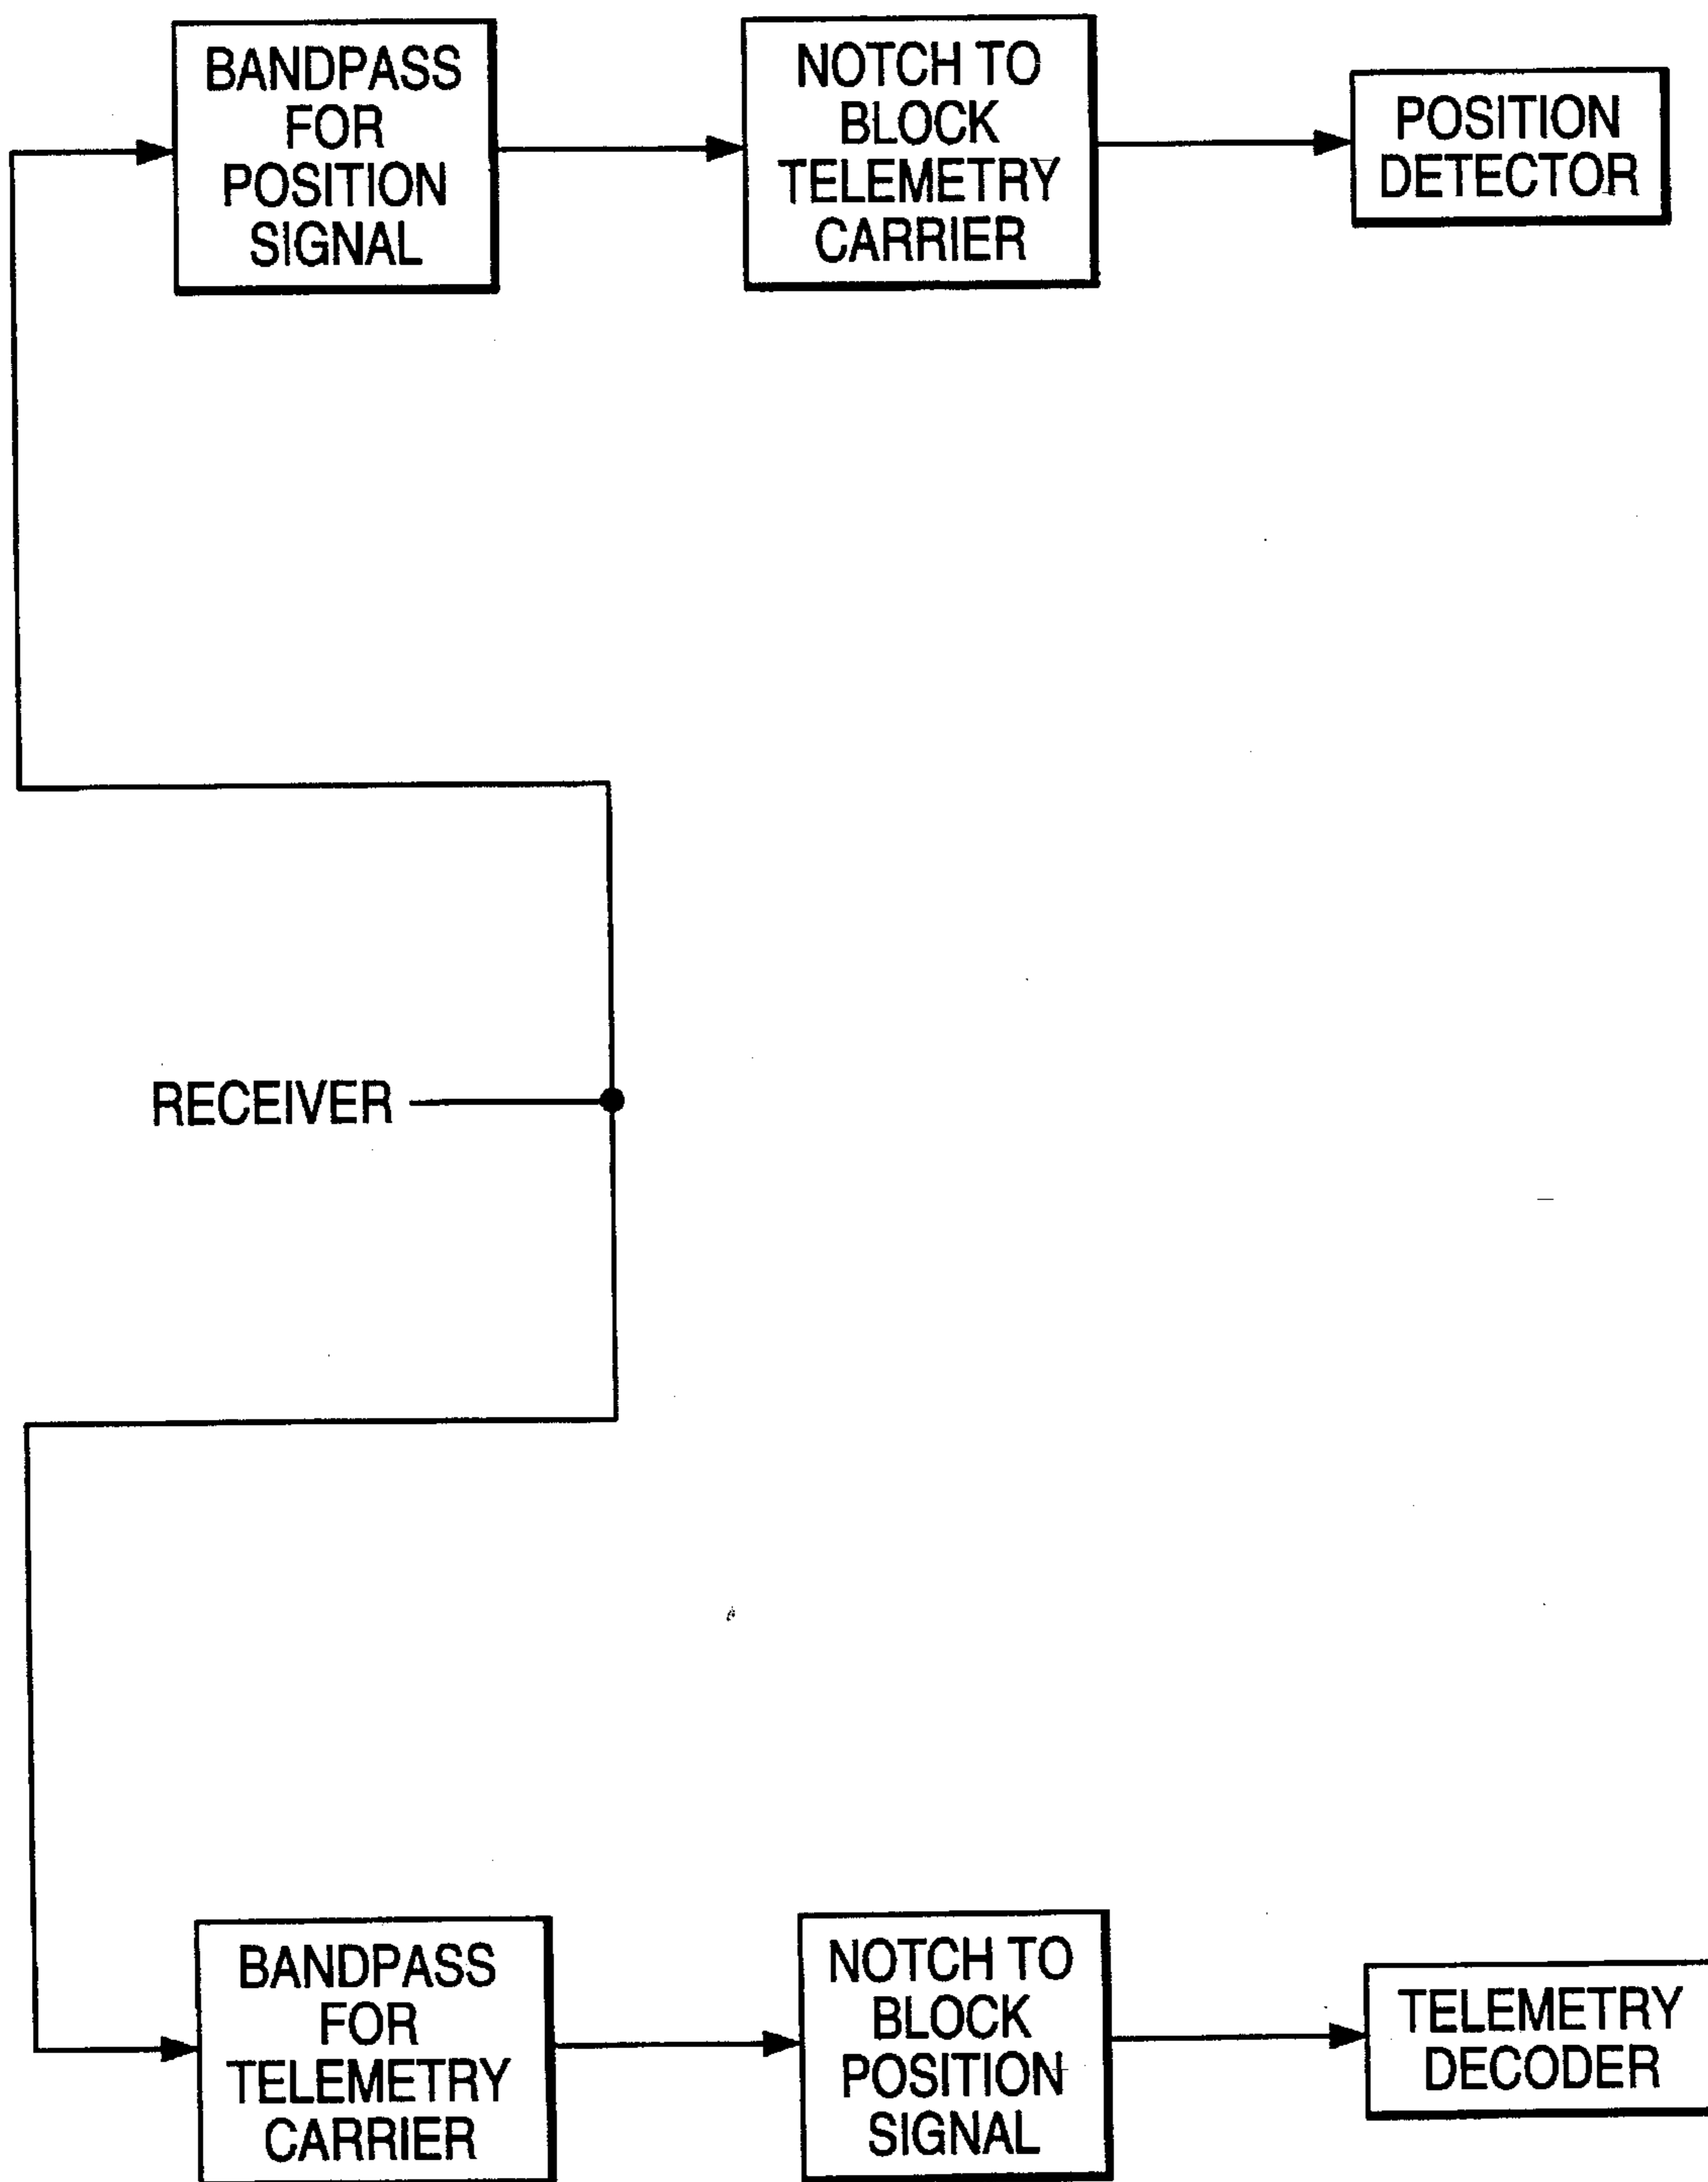 BANDPASS
FOR
POSITION
SIGNAL
NOTCH TO
BLOCK
TELEMETRY
CARRIER
POSITION
DETECTOR
RECEIVER
BANDPASS
FOR
TELEMETRY
CARRIER
NOTCH TO
BLOCK
POSITION
SIGNAL
TELEMETRY
DECODER